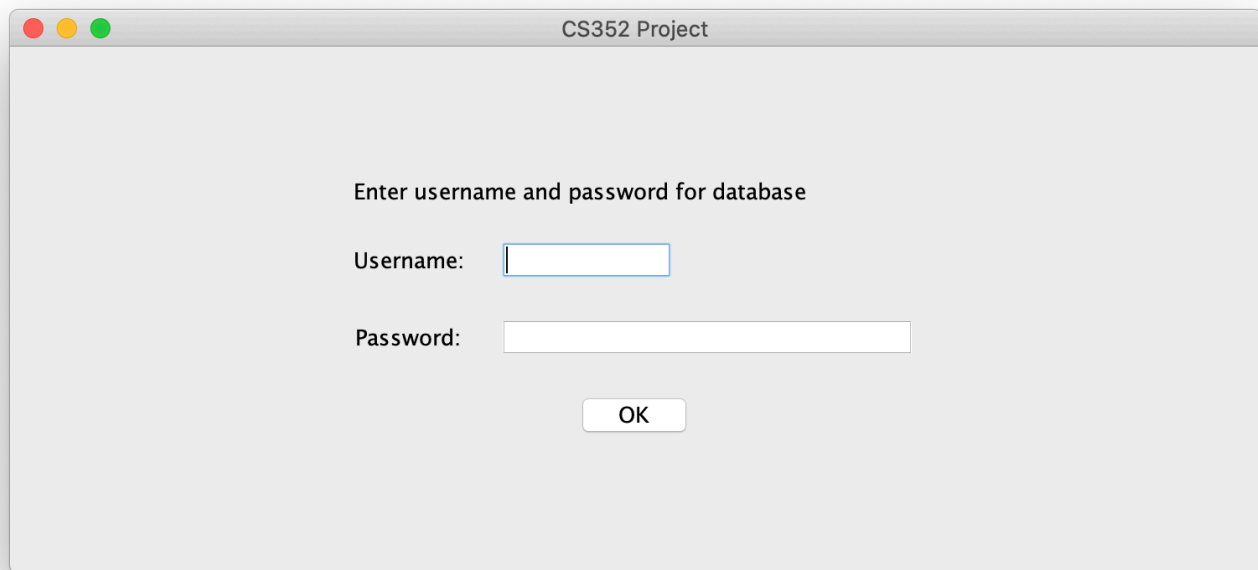 CS352 Project
Enter username and password for database
Username:
Password:
OK